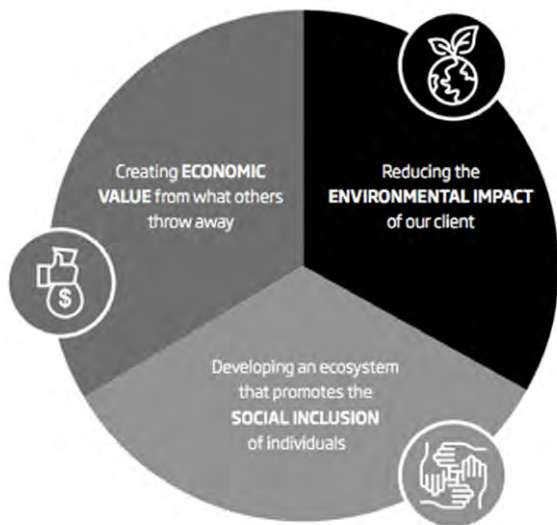 Creating ECONOMIC
VALUE from what others
throw away
Reducing the
ENVIRONMENTAL IMPACT
of our client
$
Developing an ecosystem
that promotes the
SOCIAL INCLUSION
of individuals